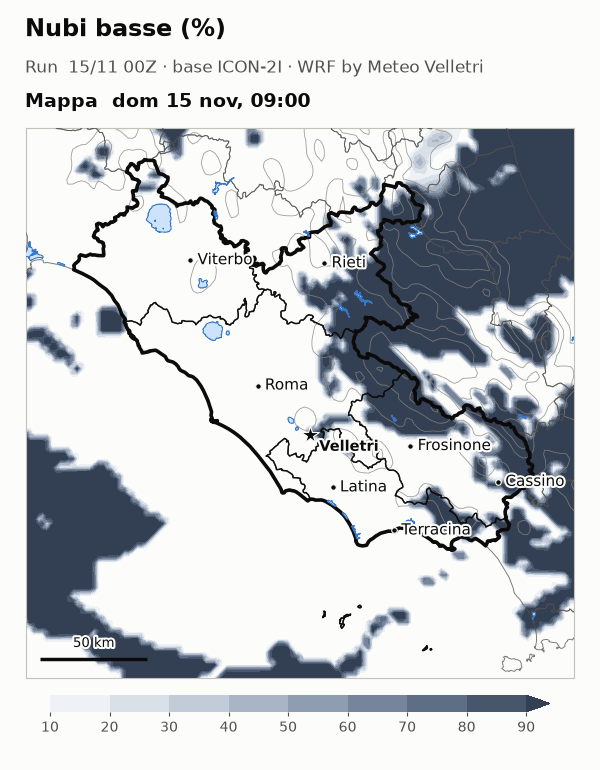 Nubi basse (%)
Run  15/11 00Z · base ICON-2I · WRF by Meteo Velletri
Mappa  dom 15 nov, 09:00
Viterbo
Rieti
Roma
Velletri
Frosinone
Latina
Cassino
Terracina
50 km
10 20 30 40 50 60 70 80 90